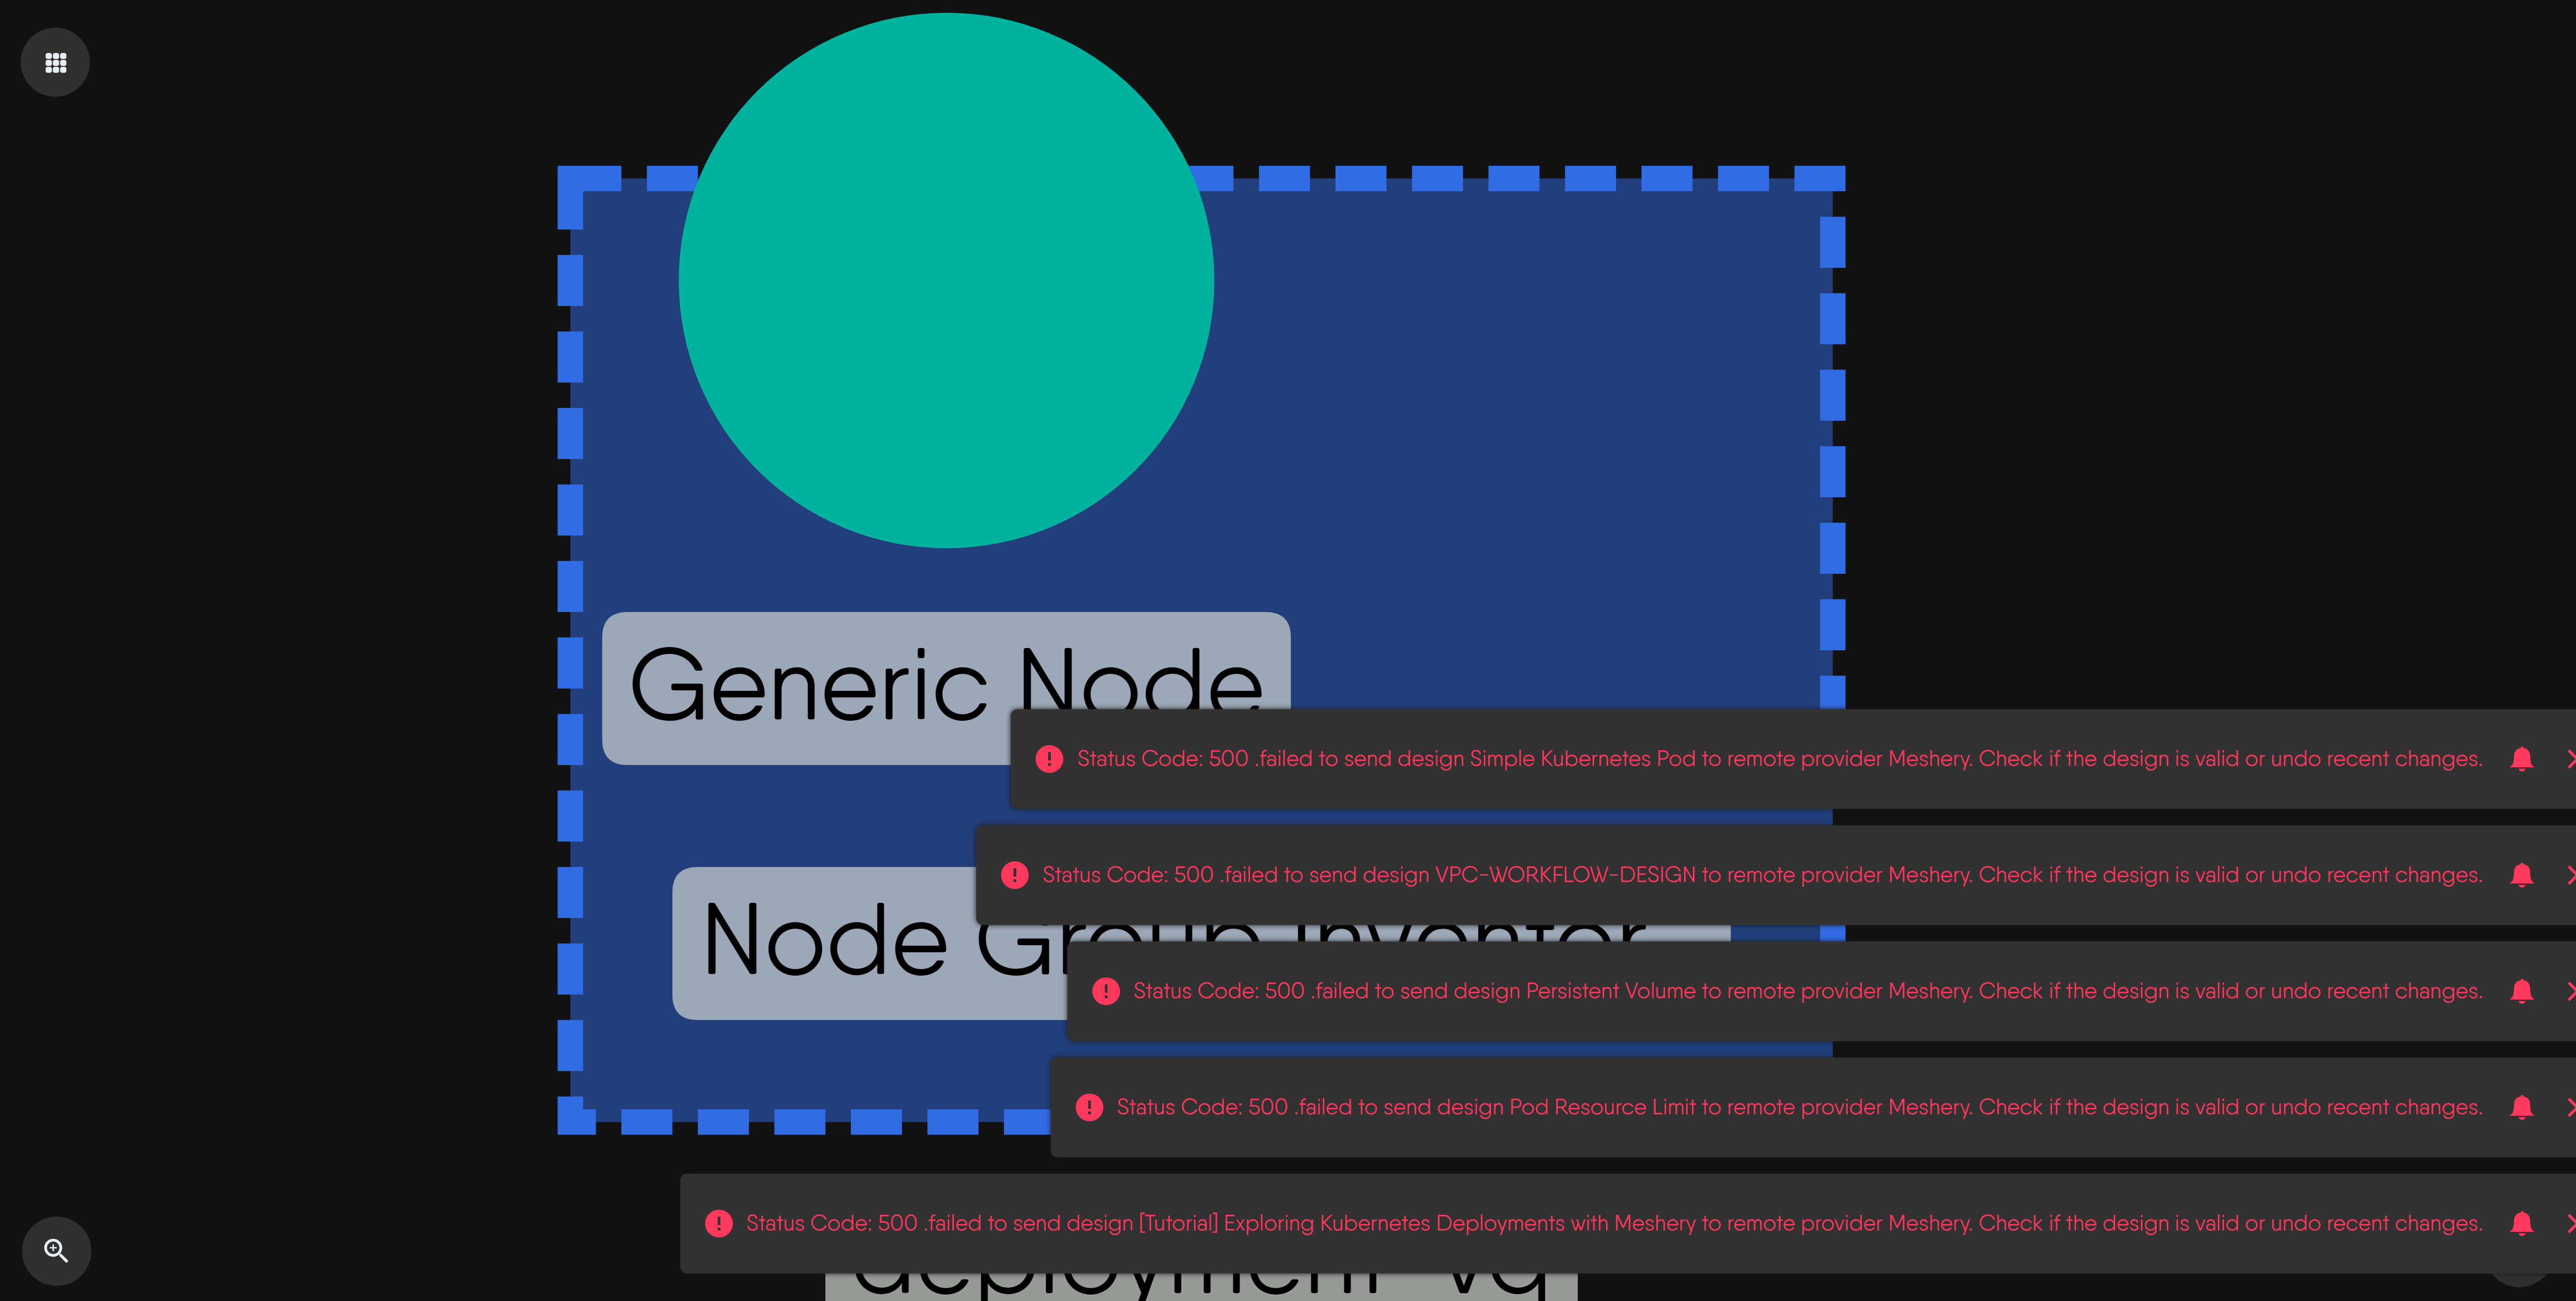 Generic Node
Status Code: 500 .failed to send design Simple Kubernetes Pod to remote provider Meshery. Check if the design is valid or undo recent changes.
Status Code: 500 .failed to send design VPC-WORKFLOW-DESIGN to remote provider Meshery. Check if the design is valid or undo recent changes.
Node Group Inventor
Status Code: 500 .failed to send design Persistent Volume to remote provider Meshery. Check if the design is valid or undo recent changes.
Status Code: 500 .failed to send design Pod Resource Limit to remote provider Meshery. Check if the design is valid or undo recent changes.
Status Code: 500 .failed to send design [Tutorial] Exploring Kubernetes Deployments with Meshery to remote provider Meshery. Check if the design is valid or undo recent changes.